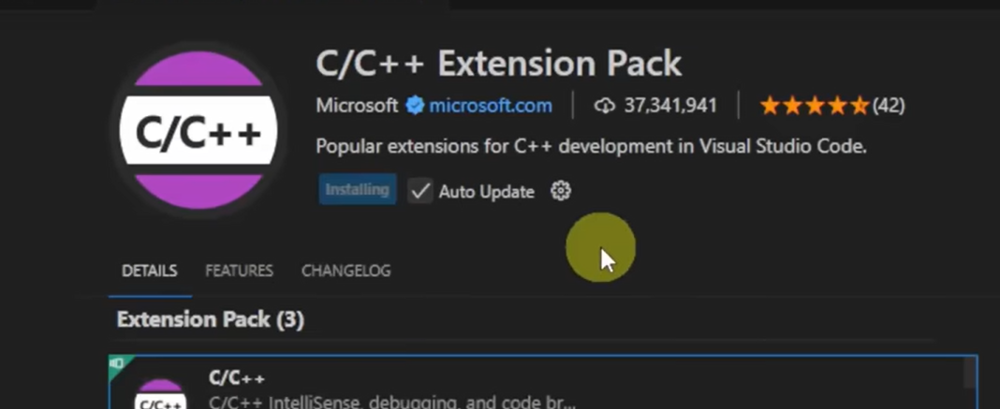 C/C++ Extension Pack
Microsoft microsoft.com 37,341,941 (42)
C/C++
Popular extensions for C++ development in Visual Studio Code.
Installing Auto Update
DETAILS FEATURES CHANGELOG
Extension Pack (3)
C/C++
C/C++
C/C++ IntelliSense, debugging, and code br...